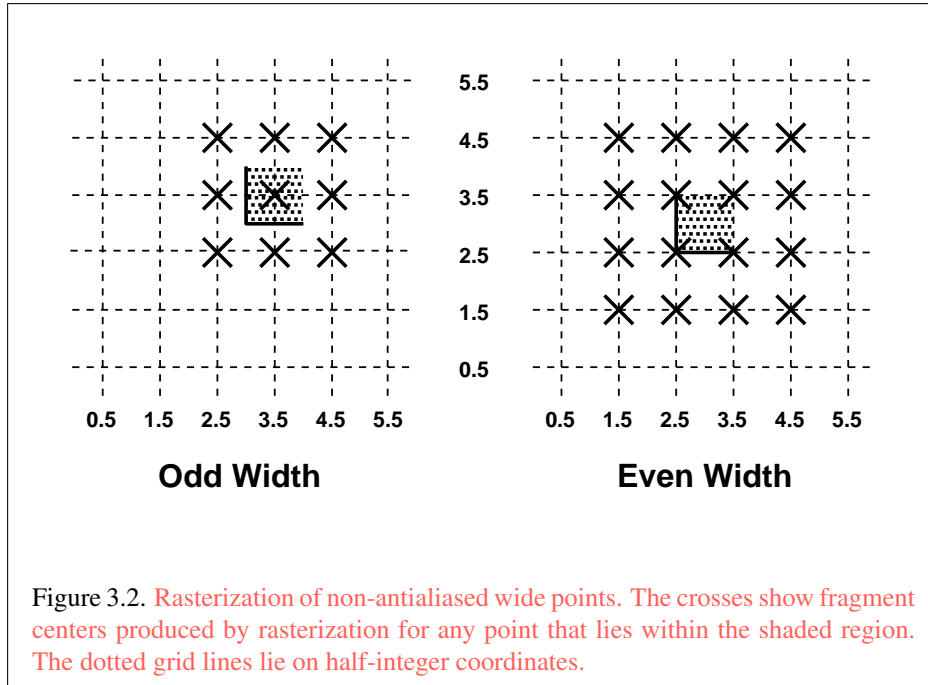 5.5
4.5
3.5
2.5
1.5
0.5
0.5 1.5 2.5 3.5 4.5 5.5 0.5 1.5 2.5 3.5 4.5 5.5
Odd Width Even Width
Figure 3.2. Rasterization of non-antialiased wide points. The crosses show fragment
centers produced by rasterization for any point that lies within the shaded region.
The dotted grid lines lie on half-integer coordinates.